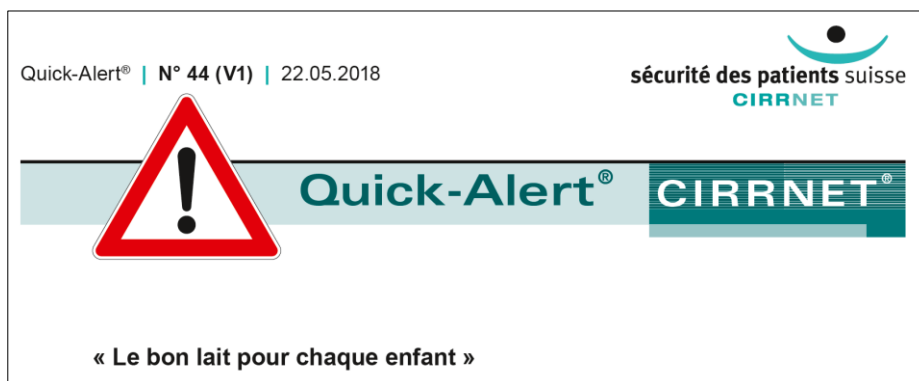 Quick-Alert® | N° 44 (V1) | 22.05.2018
sécurité des patients suisse
CIRRNET
Quick-Alert®
CIRRNET®
« Le bon lait pour chaque enfant »